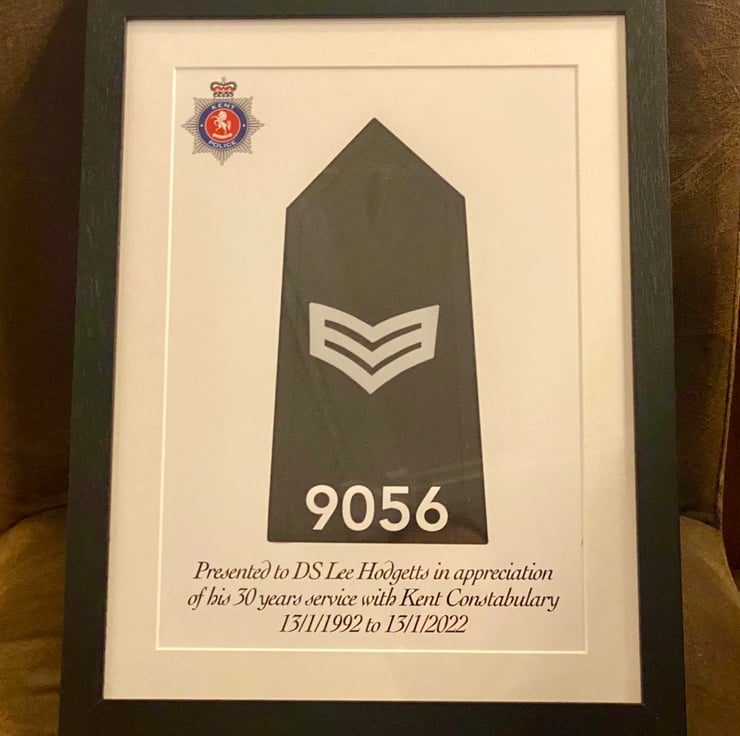 KENT
POLICE
9056
Presented to DS Lee Hodgetts in appreciation
of his 30 years service with Kent Constabulary
13/1/1992 to 13/1/2022